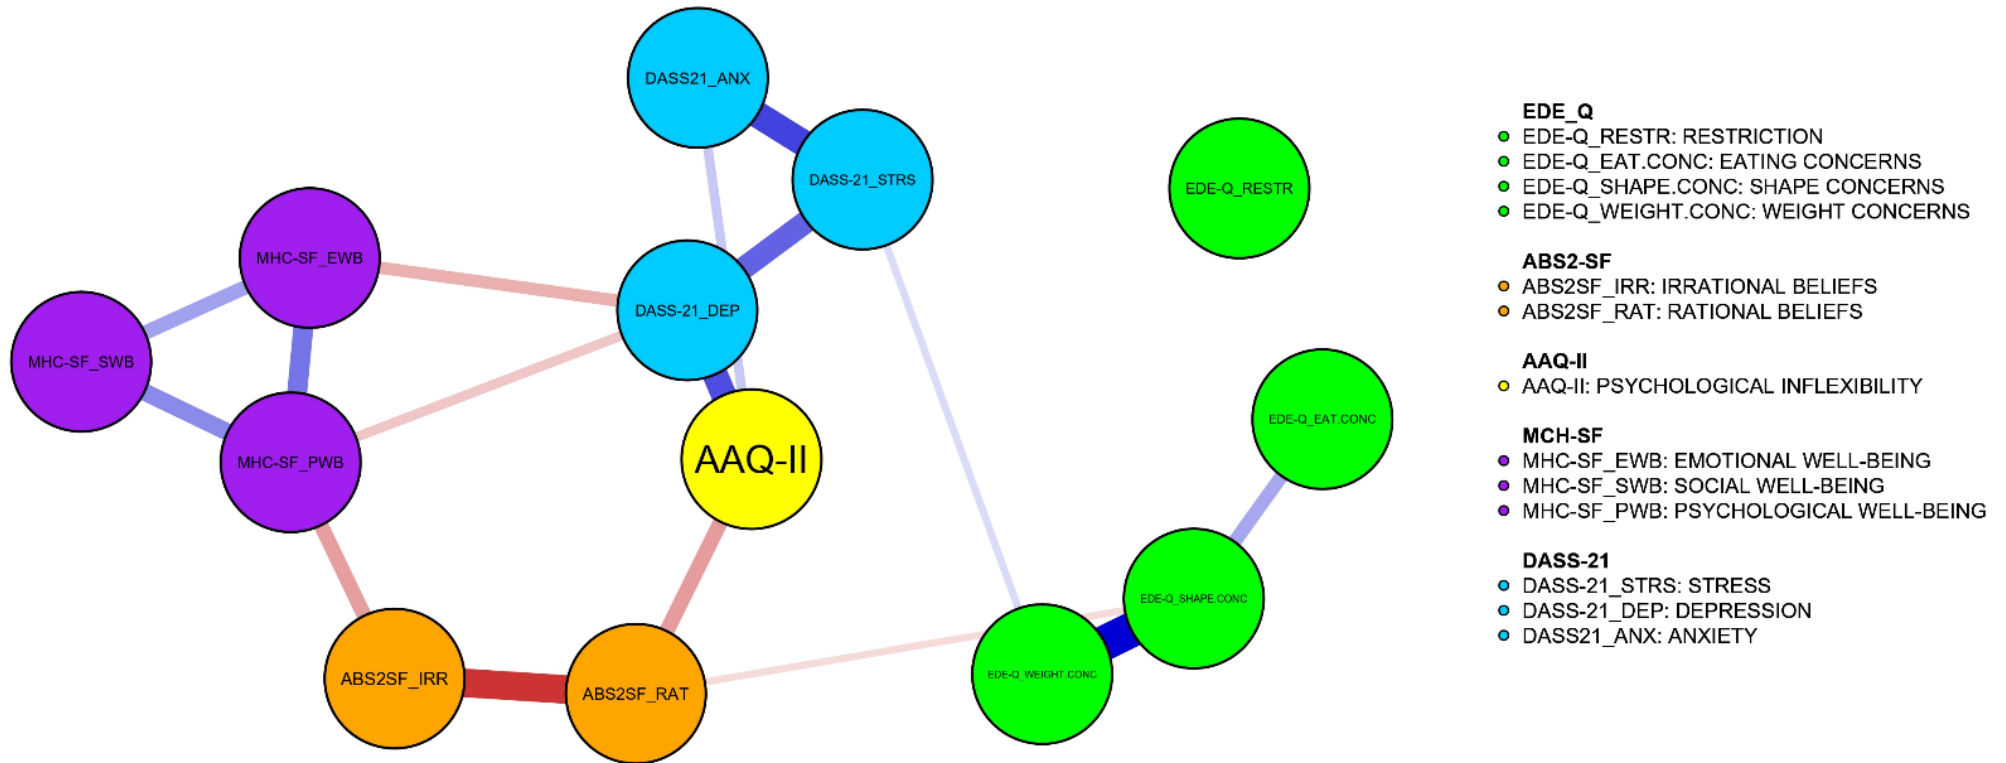 DASS21_ANX
DASS-21_STRS
EDE-Q_RESTR
MHC-SF_EWB
DASS-21_DEP
MHC-SF_SWB
EDE-Q_EAT.CONC
MHC-SF_PWB
AAQ-II
EDE-Q_SHAPE.CONC
EDE-Q_WEIGHT.CONC
ABS2SF_IRR
ABS2SF_RAT
EDE_Q
EDE-Q_RESTR: RESTRICTION
EDE-Q_EAT.CONC: EATING CONCERNS
EDE-Q_SHAPE.CONC: SHAPE CONCERNS
EDE-Q_WEIGHT.CONC: WEIGHT CONCERNS
ABS2-SF
ABS2SF_IRR: IRRATIONAL BELIEFS
ABS2SF_RAT: RATIONAL BELIEFS
AAQ-II
AAQ-II: PSYCHOLOGICAL INFLEXIBILITY
MCH-SF
MHC-SF_EWB: EMOTIONAL WELL-BEING
MHC-SF_SWB: SOCIAL WELL-BEING
MHC-SF_PWB: PSYCHOLOGICAL WELL-BEING
DASS-21
DASS-21_STRS: STRESS
DASS-21_DEP: DEPRESSION
DASS21_ANX: ANXIETY